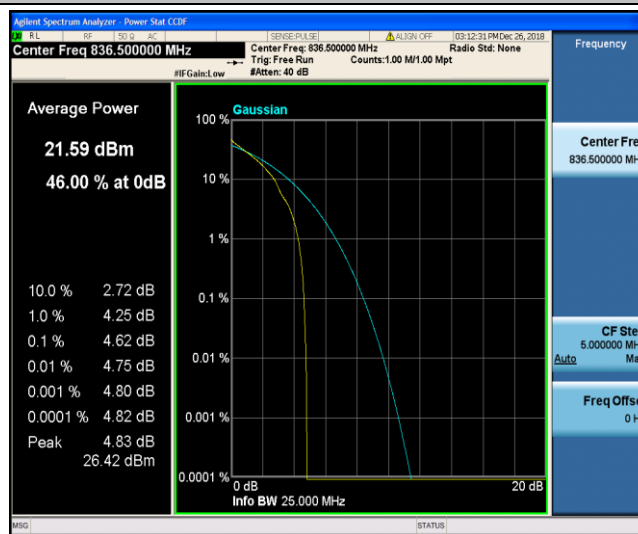 Agilent Spectrum Analyzer - Power Stat CCDF
RL RF 50 Ω AC SENSE:PULSE ALIGN OFF 03:12:31 PM Dec 26, 2018
Center Freq 836.500000 MHz
Center Freq: 836.500000 MHz Radio Std: None
Trig: Free Run Counts:1.00 M/1.00 Mpt
#IFGain:Low #Atten: 40 dB
Frequency
Average Power
21.59 dBm
46.00 % at 0dB
10.0 % 2.72 dB
1.0 % 4.25 dB
0.1 % 4.62 dB
0.01 % 4.75 dB
0.001 % 4.80 dB
0.0001 % 4.82 dB
Peak 4.83 dB
26.42 dBm
Gaussian
100 %
10 %
1 %
0.1 %
0.01 %
0.001 %
0.0001 %
0 dB 20 dB
Info BW 25.000 MHz
Center Fre
836.500000 MH
CF Ste
5.000000 MH
Auto Ma
Freq Offse
0 H
MSG STATUS